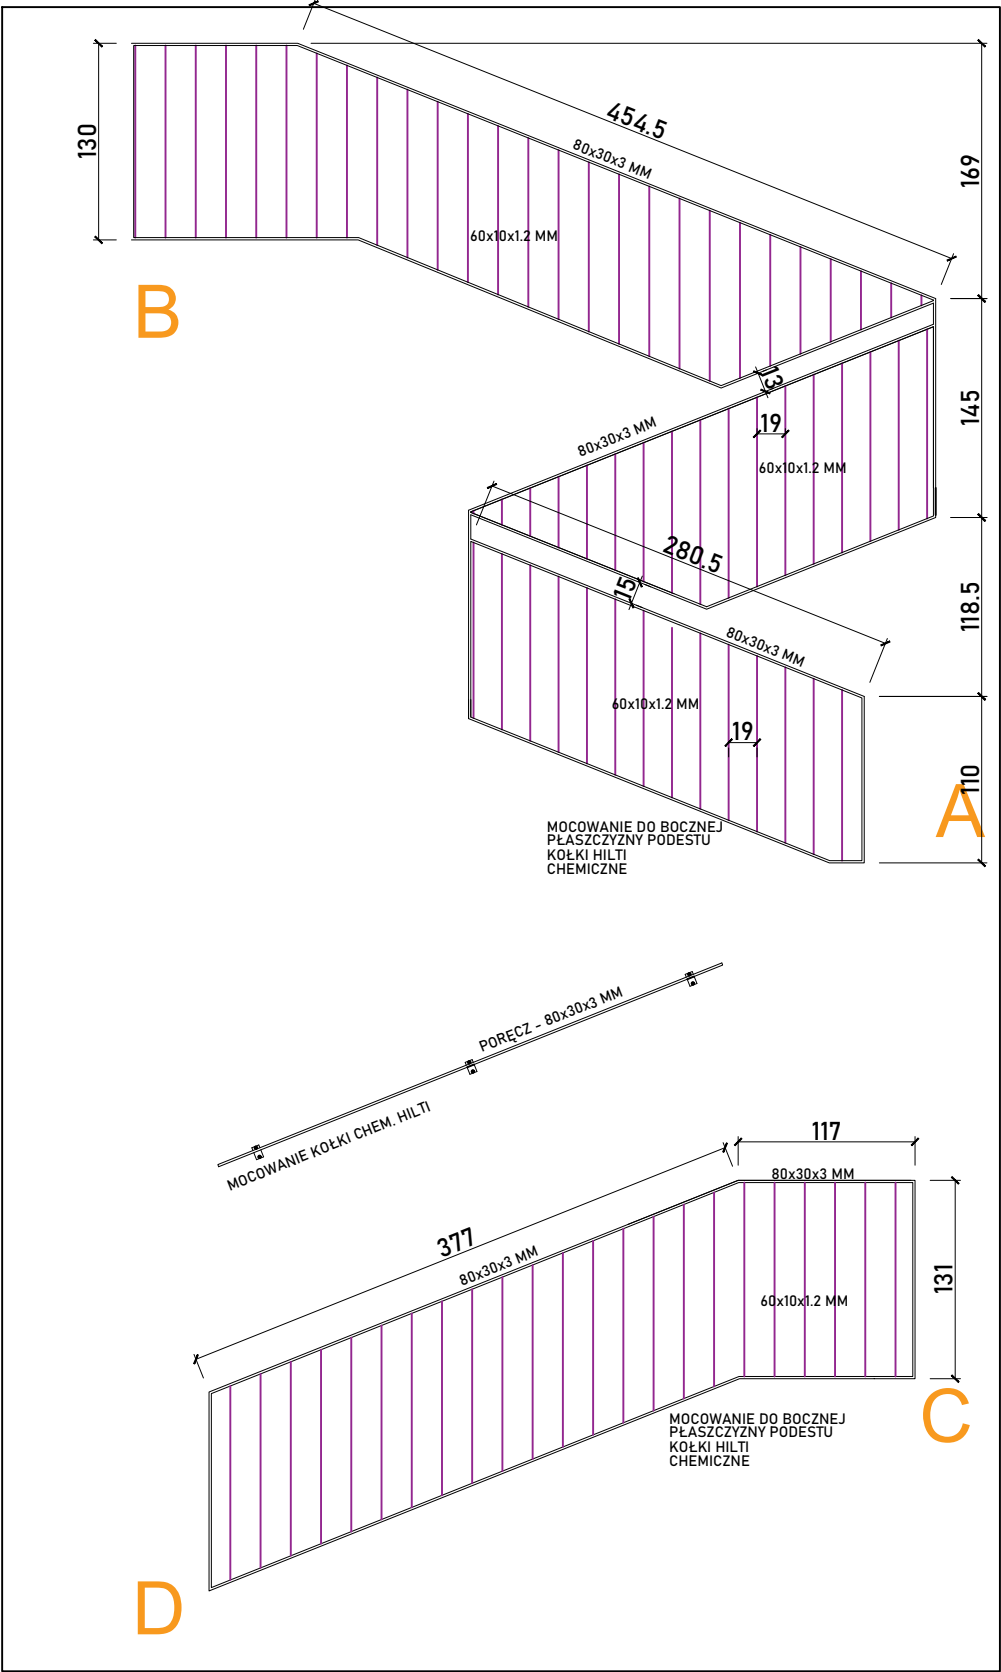 454.5
130
80x30x3 MM
169
60x10x1.2 MM
B
13
145
19
80x30x3 MM
60x10x1.2 MM
280.5
15
118.5
80x30x3 MM
60x10x1.2 MM
19
110
A
MOCOWANIE DO BOCZNEJ
PŁASZCZYZNY PODESTU
KOŁKI HILTI
CHEMICZNE
PORĘCZ - 80x30x3 MM
MOCOWANIE KOŁKI CHEM. HILTI
117
80x30x3 MM
377
80x30x3 MM
131
60x10x1.2 MM
C
MOCOWANIE DO BOCZNEJ
PŁASZCZYZNY PODESTU
KOŁKI HILTI
CHEMICZNE
D